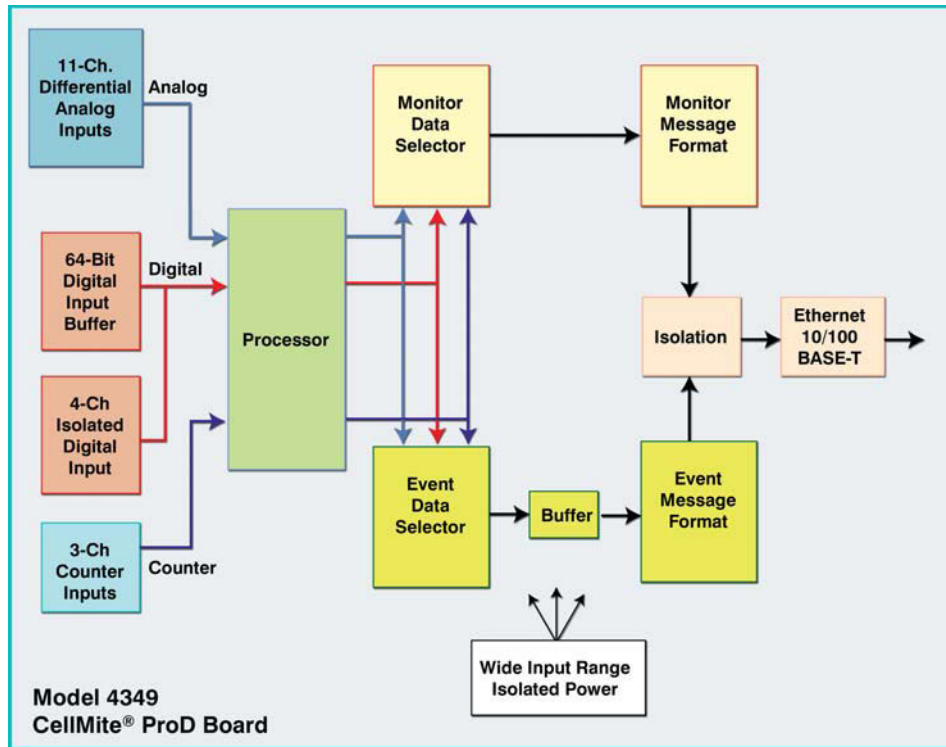 11-Ch.
Differential
Analog
Inputs
Analog
64-Bit
Digital
Input
Buffer
Digital
4-Ch
Isolated
Digital
Input
3-Ch
Counter
Inputs
Counter
Processor
Monitor
Data
Selector
Monitor
Message
Format
Isolation
Ethernet
10/100
BASE-T
Event
Data
Selector
Buffer
Event
Message
Format
Wide Input Range
Isolated Power
Model 4349
CellMite® ProD Board